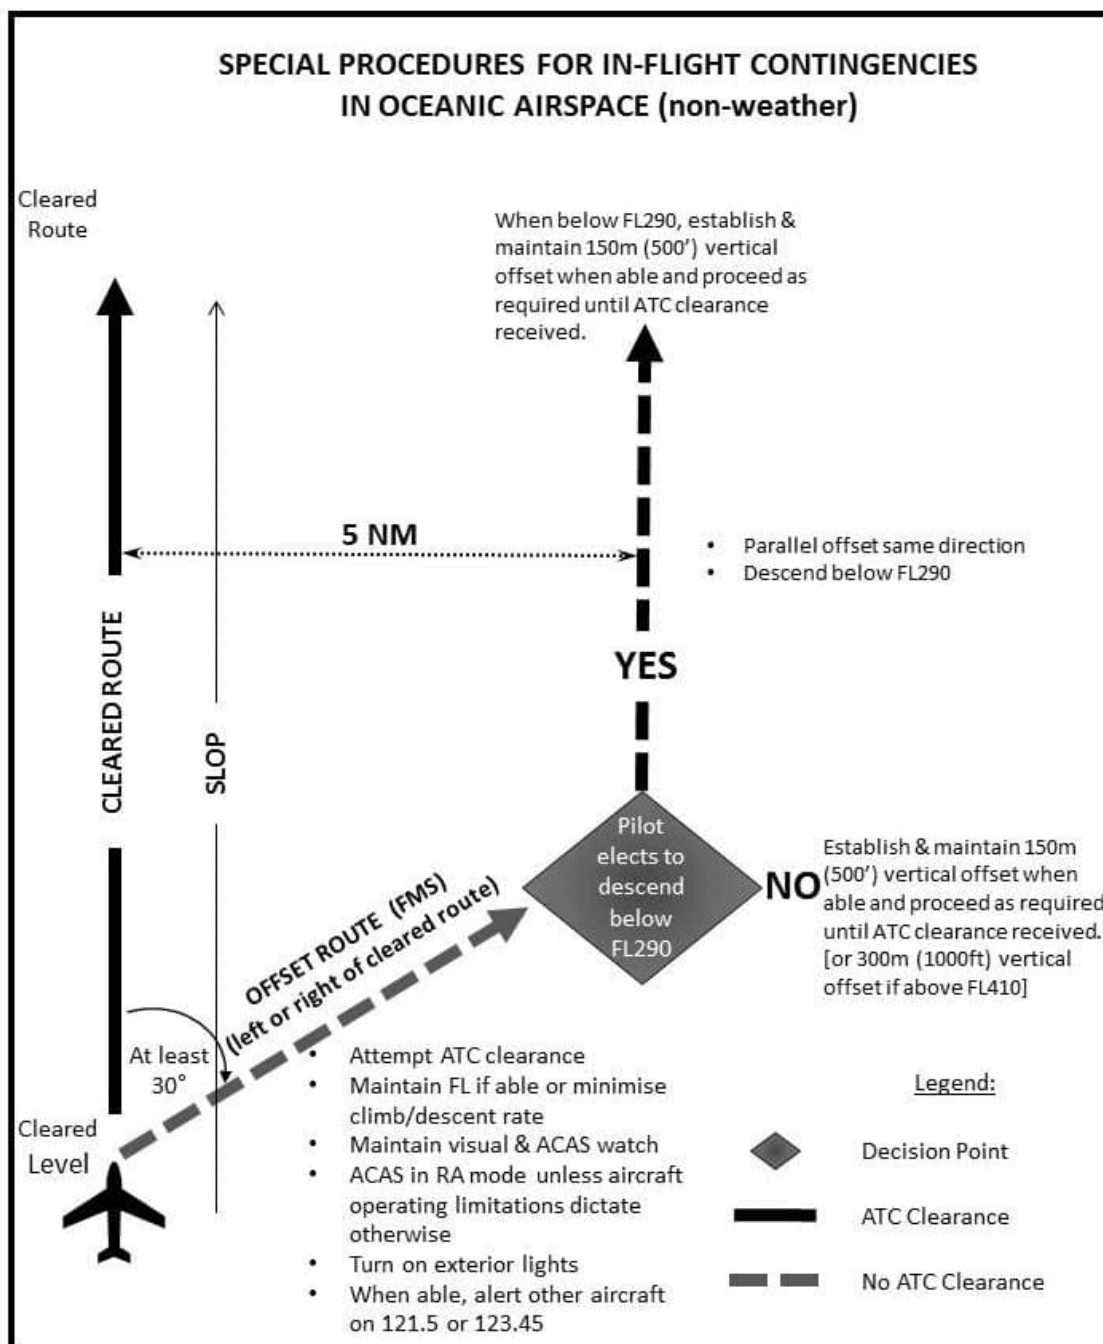 SPECIAL PROCEDURES FOR IN-FLIGHT CONTINGENCIES
IN OCEANIC AIRSPACE (non-weather)
Cleared
Route
When below FL290, establish &
maintain 150m (500') vertical
offset when able and proceed as
required until ATC clearance
received.
5 NM
• Parallel offset same direction
• Descend below FL290
CLEARED ROUTE
SLOP
YES
Pilot
elects to
descend
below
FL290
NO
Establish & maintain 150m
(500') vertical offset when
able and proceed as required
until ATC clearance received.
[or 300m (1000ft) vertical
offset if above FL410]
OFFSET ROUTE (FMS)
(left or right of cleared route)
At least
30°
Cleared
Level
• Attempt ATC clearance
• Maintain FL if able or minimise
climb/descent rate
• Maintain visual & ACAS watch
• ACAS in RA mode unless aircraft
operating limitations dictate
otherwise
• Turn on exterior lights
• When able, alert other aircraft
on 121.5 or 123.45
Legend:
Decision Point
ATC Clearance
No ATC Clearance